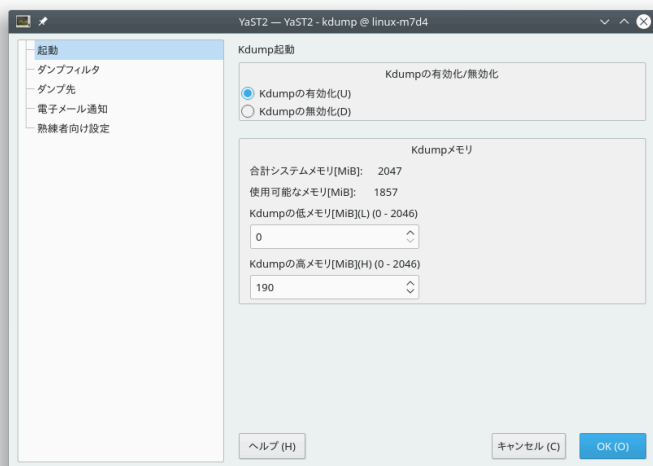 YaST2 — YaST2 - kdump @ linux-m7d4
起動
ダンプフィルタ
ダンプ先
電子メール通知
熟練者向け設定
Kdump起動
Kdumpの有効化/無効化
Kdumpの有効化(U)
Kdumpの無効化(D)
Kdumpメモリ
合計システムメモリ[MiB]: 2047
使用可能なメモリ[MiB]: 1857
Kdumpの低メモリ[MiB](L) (0 - 2046)
0
Kdumpの高メモリ[MiB](H) (0 - 2046)
190
ヘルプ (H)
キャンセル (C)
OK (O)